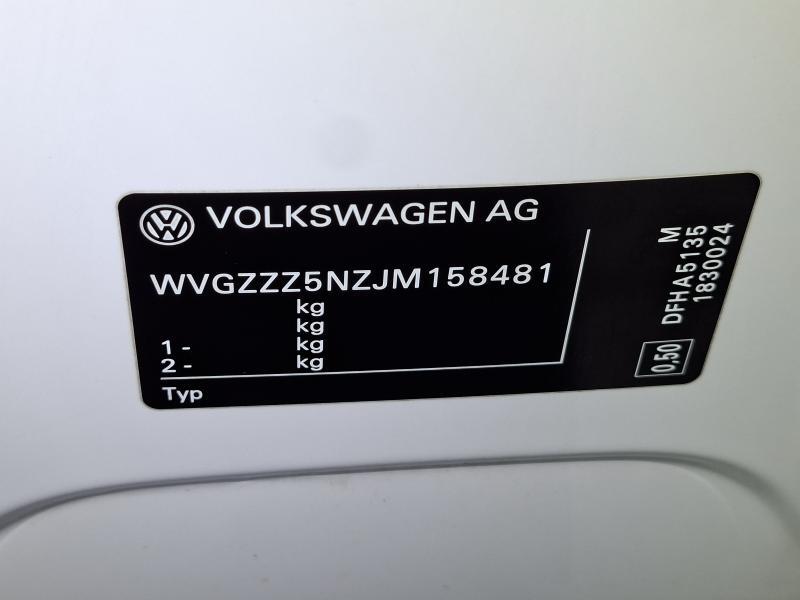 VOLKSWAGEN AG
WVGZZZ5NZJM158481
kg
kg
1 - kg
2 - kg
Typ
M
DFHA5135
1830024
0,50